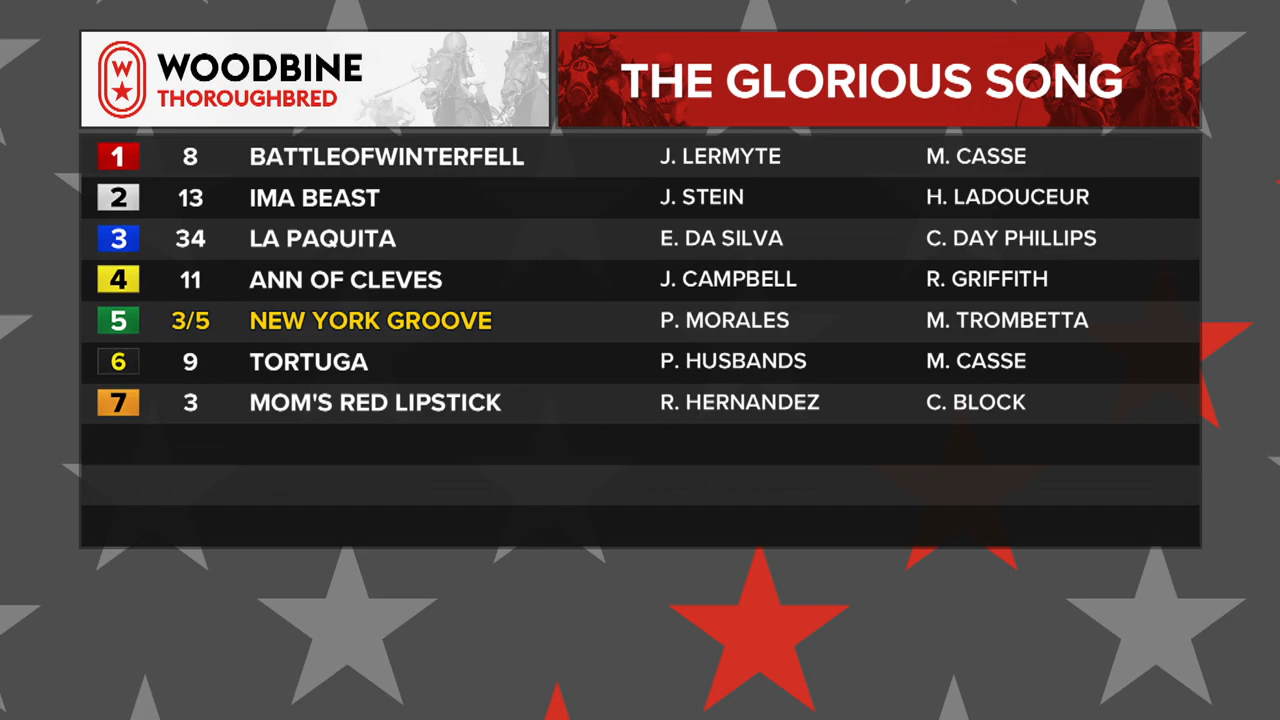 W
WOODBINE
THOROUGHBRED
THE GLORIOUS SONG
1 8 BATTLEOFWINTERFELL J. LERMYTE M. CASSE
2 13 IMA BEAST J. STEIN H. LADOUCEUR
3 34 LA PAQUITA E. DA SILVA C. DAY PHILLIPS
4 11 ANN OF CLEVES J. CAMPBELL R. GRIFFITH
5 3/5 NEW YORK GROOVE P. MORALES M. TROMBETTA
6 9 TORTUGA P. HUSBANDS M. CASSE
7 3 MOM'S RED LIPSTICK R. HERNANDEZ C. BLOCK